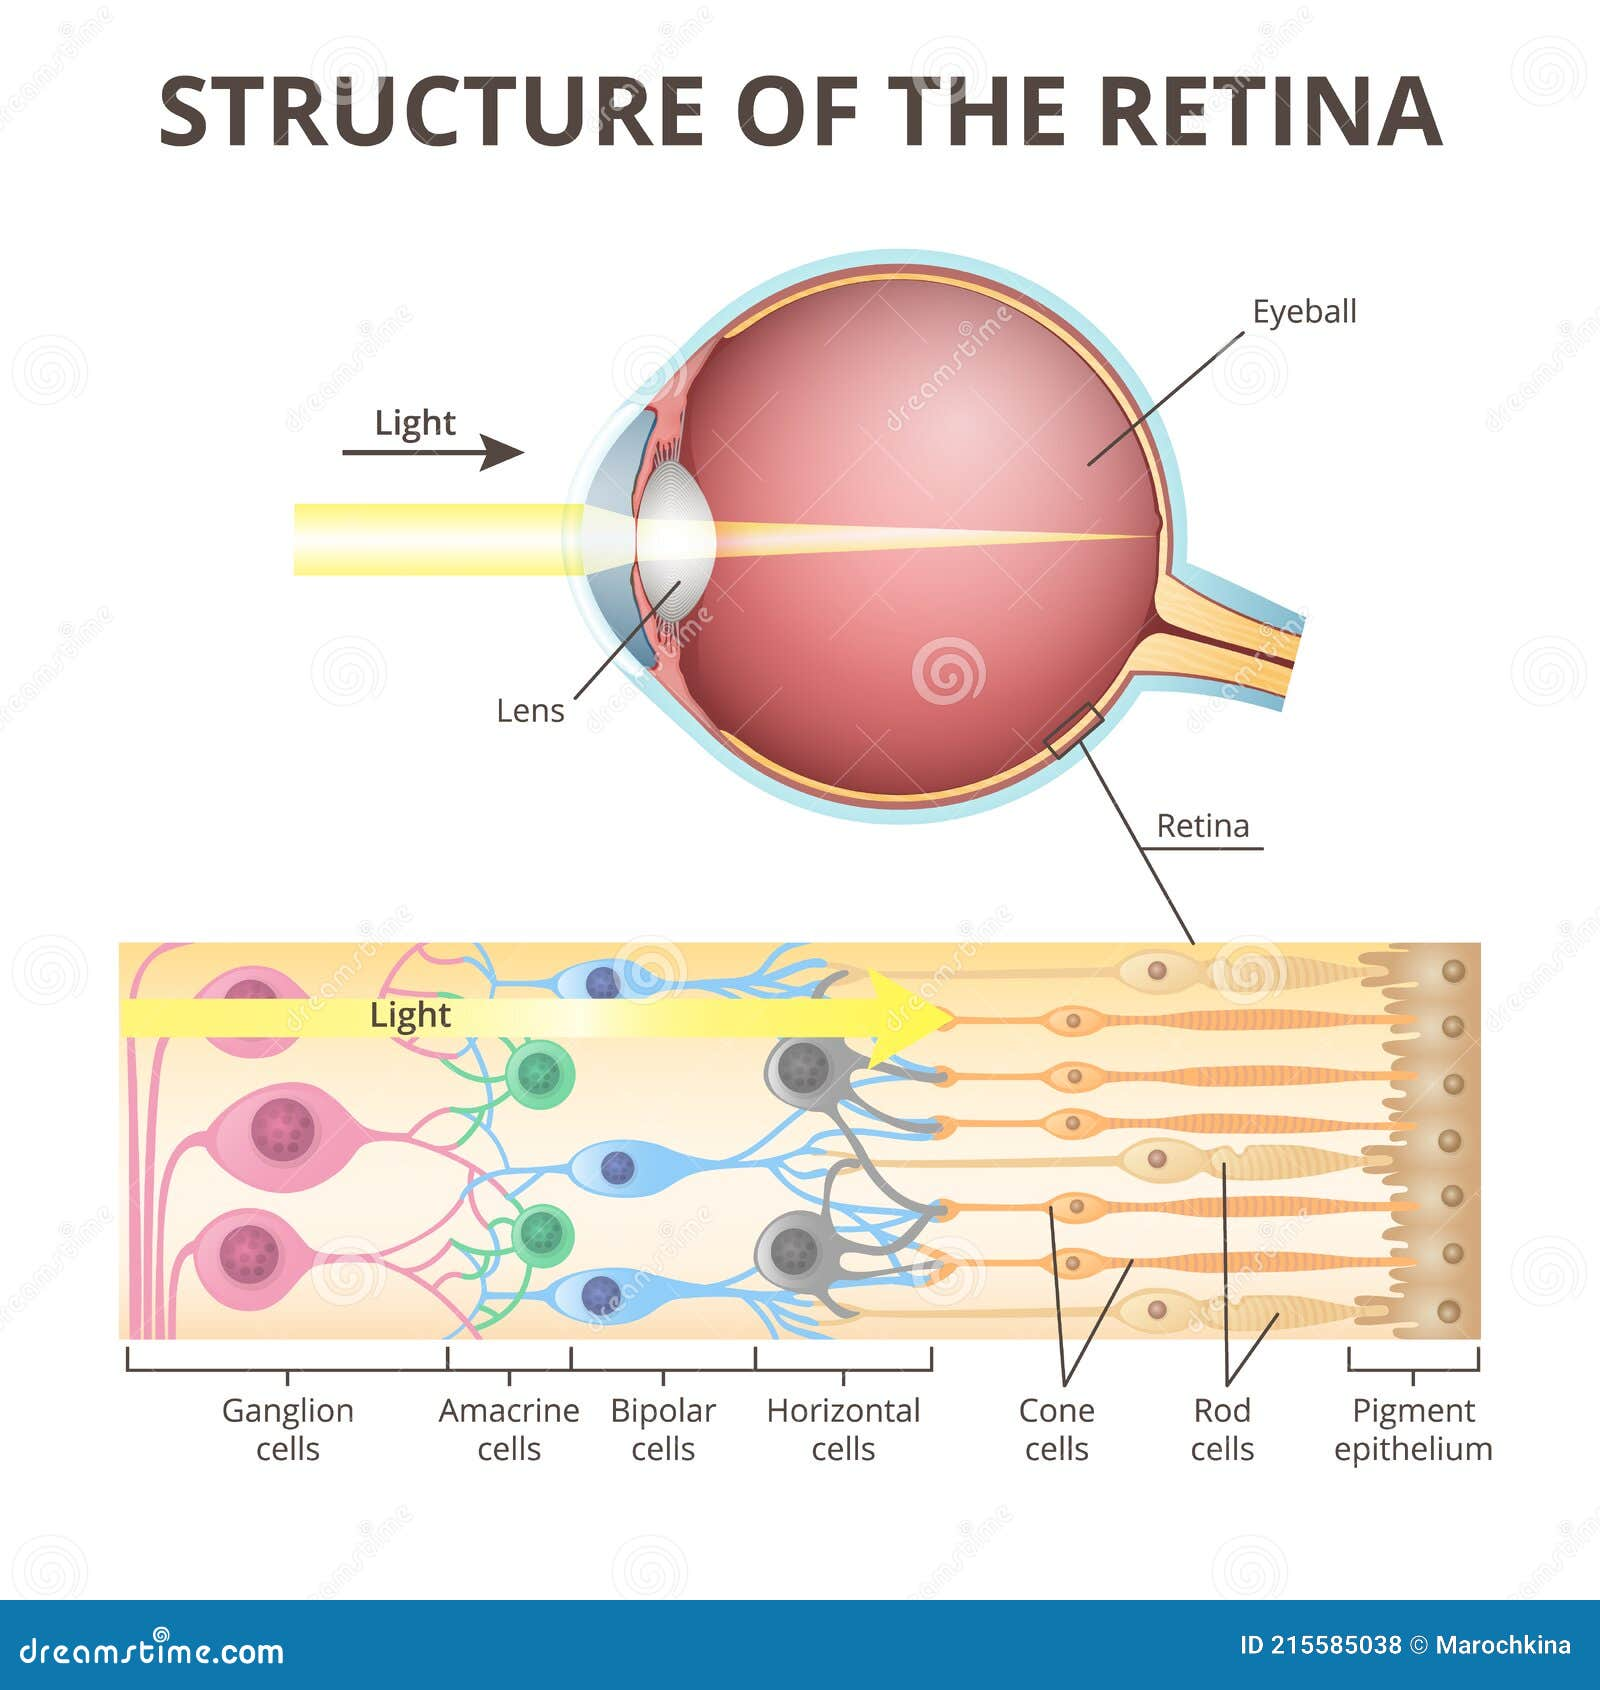 STRUCTURE OF THE RETINA
Eyeball
Light
Lens
Retina
Light
Ganglion
cells
Amacrine
cells
Bipolar
cells
Horizontal
cells
Cone
cells
Rod
cells
Pigment
epithelium
dreamstime.com
ID 215585038 © Marochkina